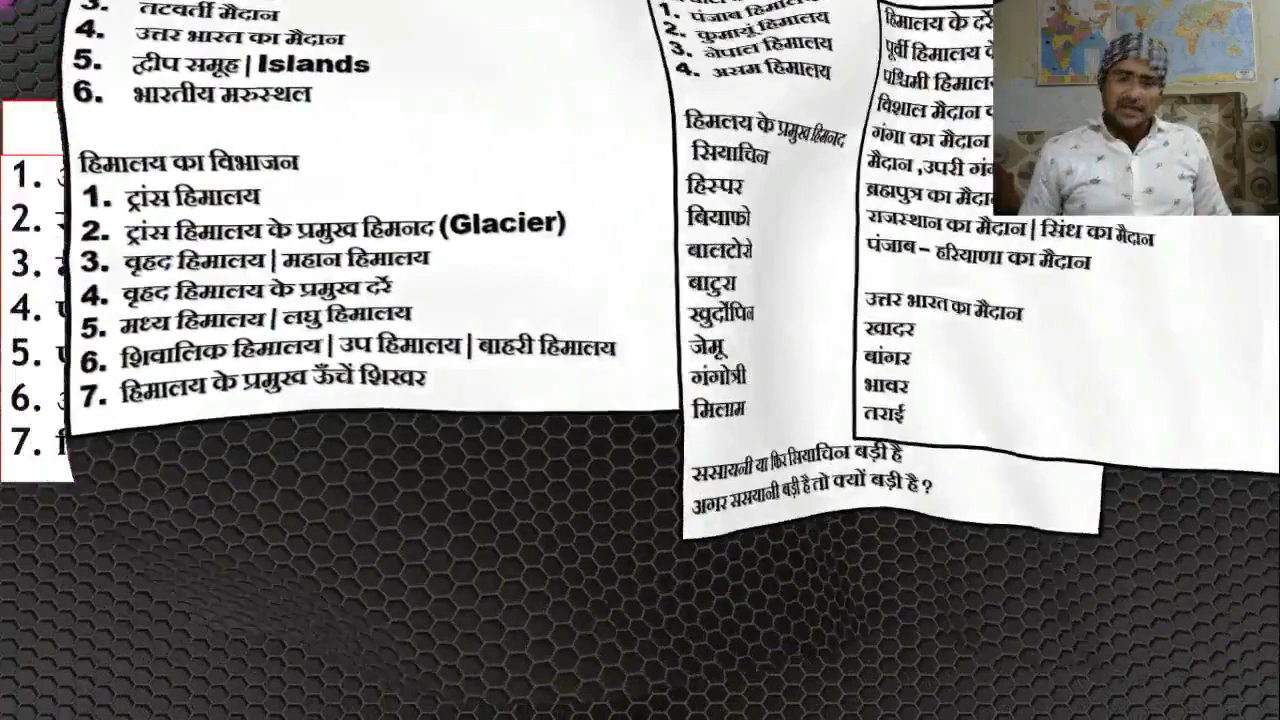 3. तटवर्ती मैदान
4. उत्तर भारत का मैदान
5. द्वीप समूह | Islands
6. भारतीय मरुस्थल
हिमालय का विभाजन
1. ट्रांस हिमालय
2. ट्रांस हिमालय के प्रमुख हिमनद (Glacier)
3. वृहद हिमालय | महान हिमालय
4. वृहद हिमालय के प्रमुख दर्रे
5. मध्य हिमालय | लघु हिमालय
6. शिवालिक हिमालय | उप हिमालय | बाहरी हिमालय
7. हिमालय के प्रमुख ऊँचें शिखर
1.
2.
3.
4.
5.
6.
7.
1. पंजाब हिमालय
2. कुमायूं हिमालय
3. नेपाल हिमालय
4. असम हिमालय
हिमलय के प्रमुख हिमनद
सियाचिन
हिस्पर
बियाफो
बालटोरो
बाटुरा
खुर्दोपिन
जेमू
गंगोत्री
मिलाम
ससायनी या फिर सियाचिन बड़ी है
अगर ससयानी बड़ी है तो क्यों बड़ी है ?
हिमालय के दर्रे
पूर्वी हिमालय के
पश्चिमी हिमालय
विशाल मैदान
गंगा का मैदान
मैदान ,उपरी
ब्रह्मपुत्र का मैदान
राजस्थान का मैदान | सिंध का मैदान
पंजाब – हरियाणा का मैदान
उत्तर भारत का मैदान
खादर
बांगर
भावर
तराई